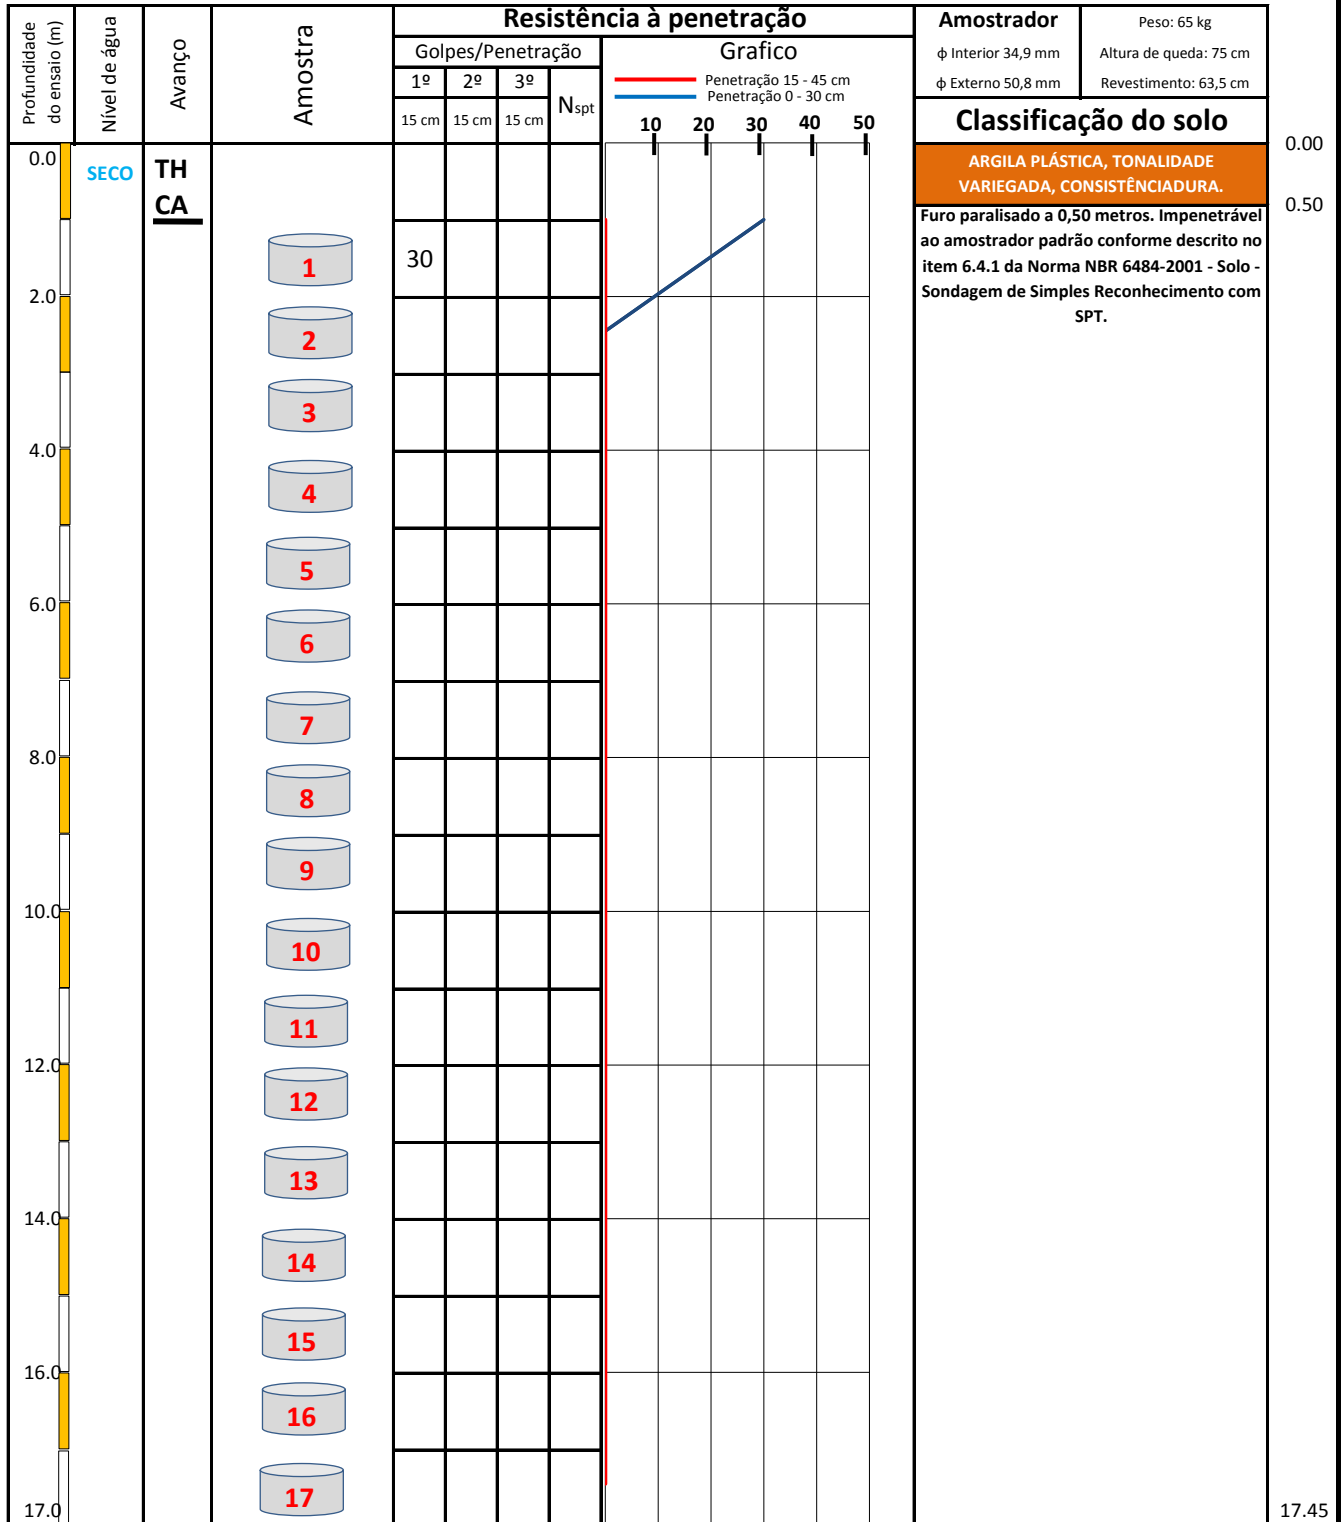 Profundidade
do ensaio (m)
Nível de água
Avanço
Amostra
Resistência à penetração
Golpes/Penetração
1º 2º 3º
15 cm 15 cm 15 cm
Nspt
Grafico
Penetração 15 - 45 cm
Penetração 0 - 30 cm
10 20 30 40 50
Amostrador
ϕ Interior 34,9 mm
ϕ Externo 50,8 mm
Peso: 65 kg
Altura de queda: 75 cm
Revestimento: 63,5 cm
Classificação do solo
0.00
0.0
SECO
TH
CA
ARGILA PLÁSTICA, TONALIDADE
VARIEGADA, CONSISTÊNCIADURA.
0.50
Furo paralisado a 0,50 metros. Impenetrável
ao amostrador padrão conforme descrito no
item 6.4.1 da Norma NBR 6484-2001 - Solo -
Sondagem de Simples Reconhecimento com
SPT.
1
30
2.0
2
3
4.0
4
5
6.0
6
7
8.0
8
9
10.0
10
11
12.0
12
13
14.0
14
15
16.0
16
17
17.0
17.45